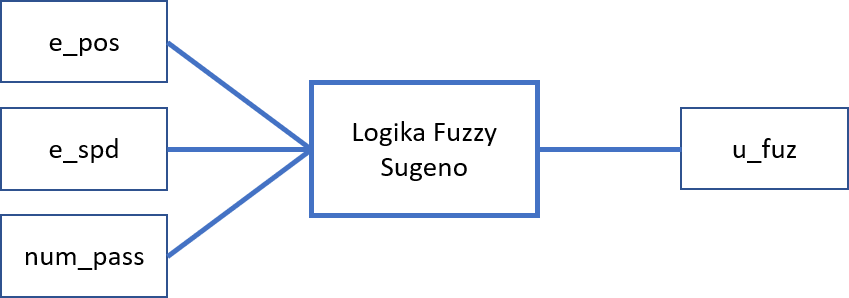 e_pos
e_spd
num_pass
Logika Fuzzy
Sugeno
u_fuz